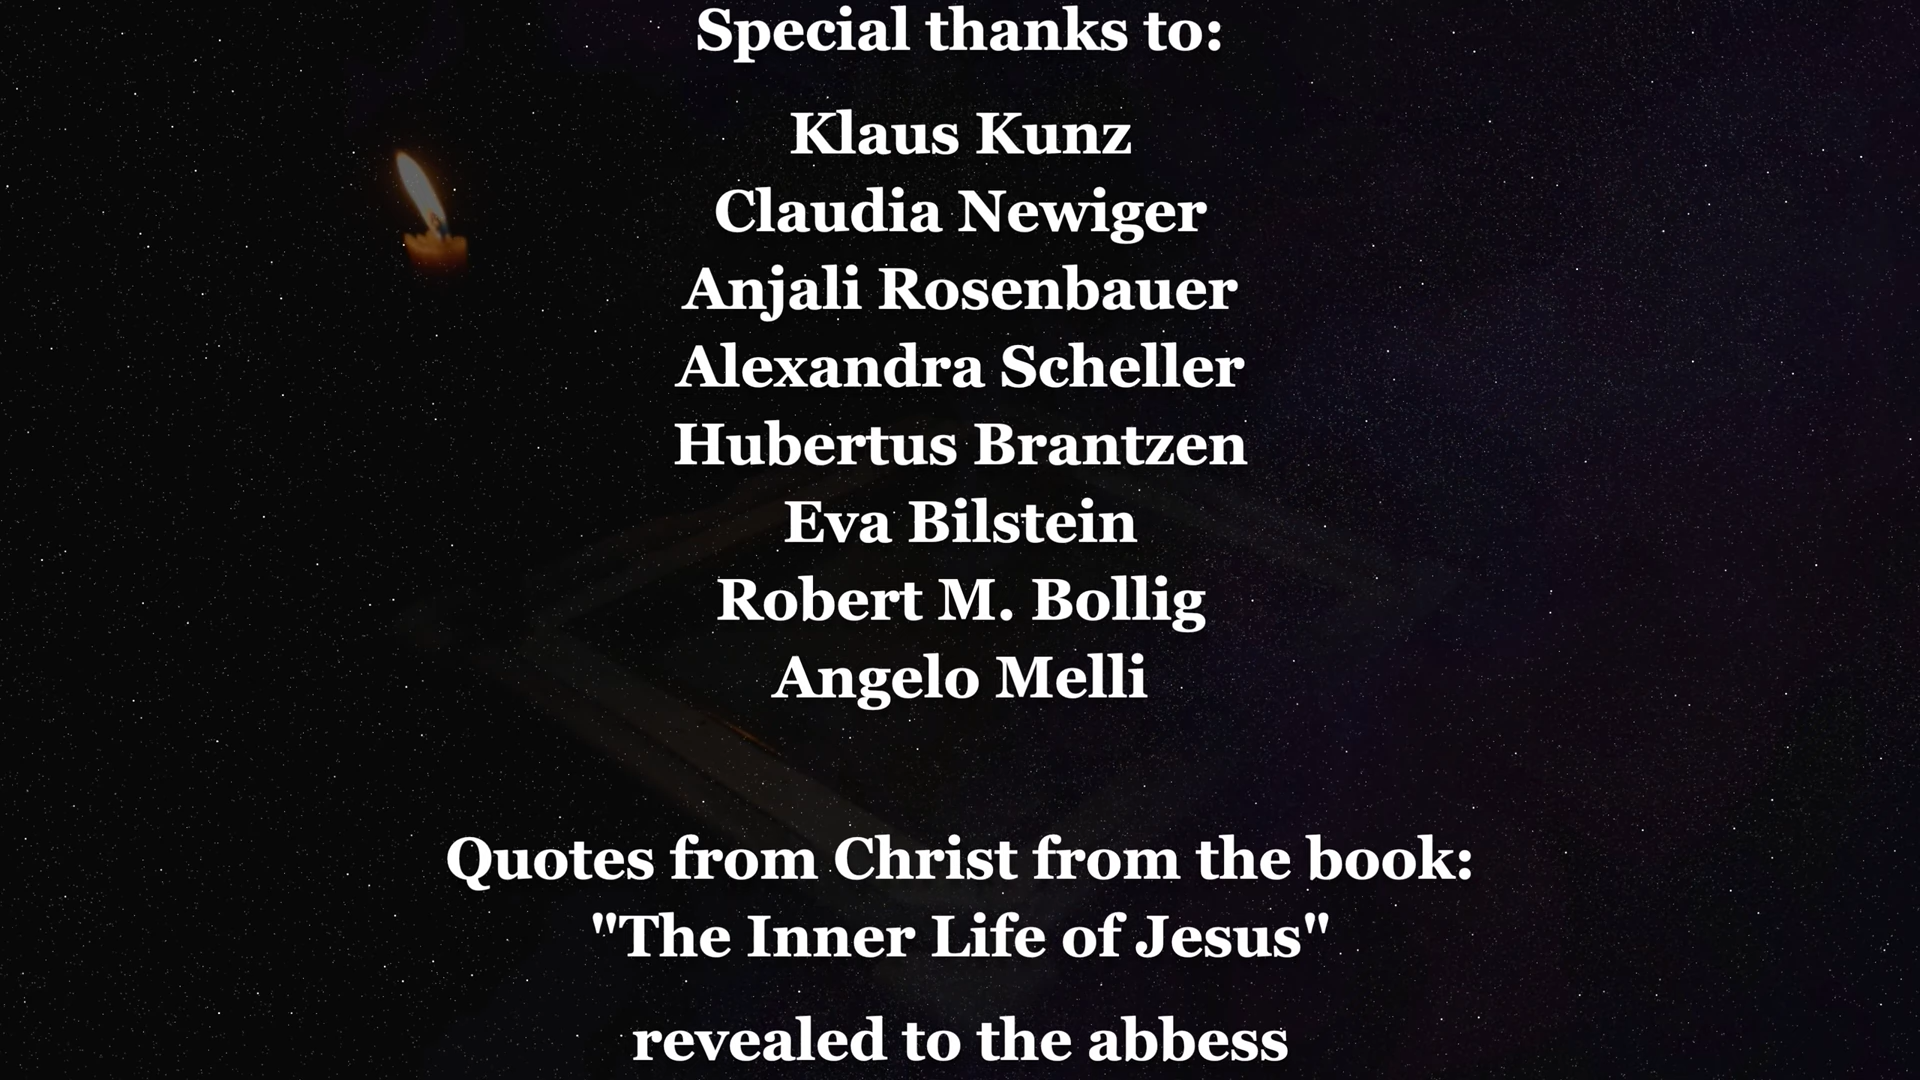 Special thanks to:
Klaus Kunz
Claudia Newiger
Anjali Rosenbauer
Alexandra Scheller
Hubertus Brantzen
Eva Bilstein
Robert M. Bollig
Angelo Melli
Quotes from Christ from the book:
"The Inner Life of Jesus"
revealed to the abbess